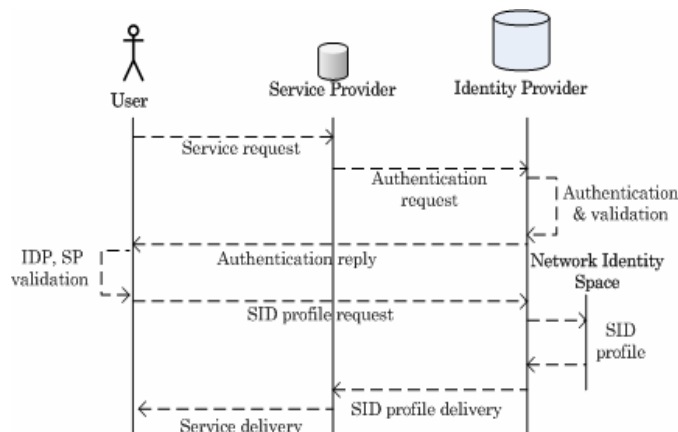 User
Service Provider
Identity Provider
Service request
Authentication
request
Authentication
& validation
IDP, SP
validation
Authentication reply
Network Identity
Space
SID profile request
SID
profile
SID profile delivery
Service delivery